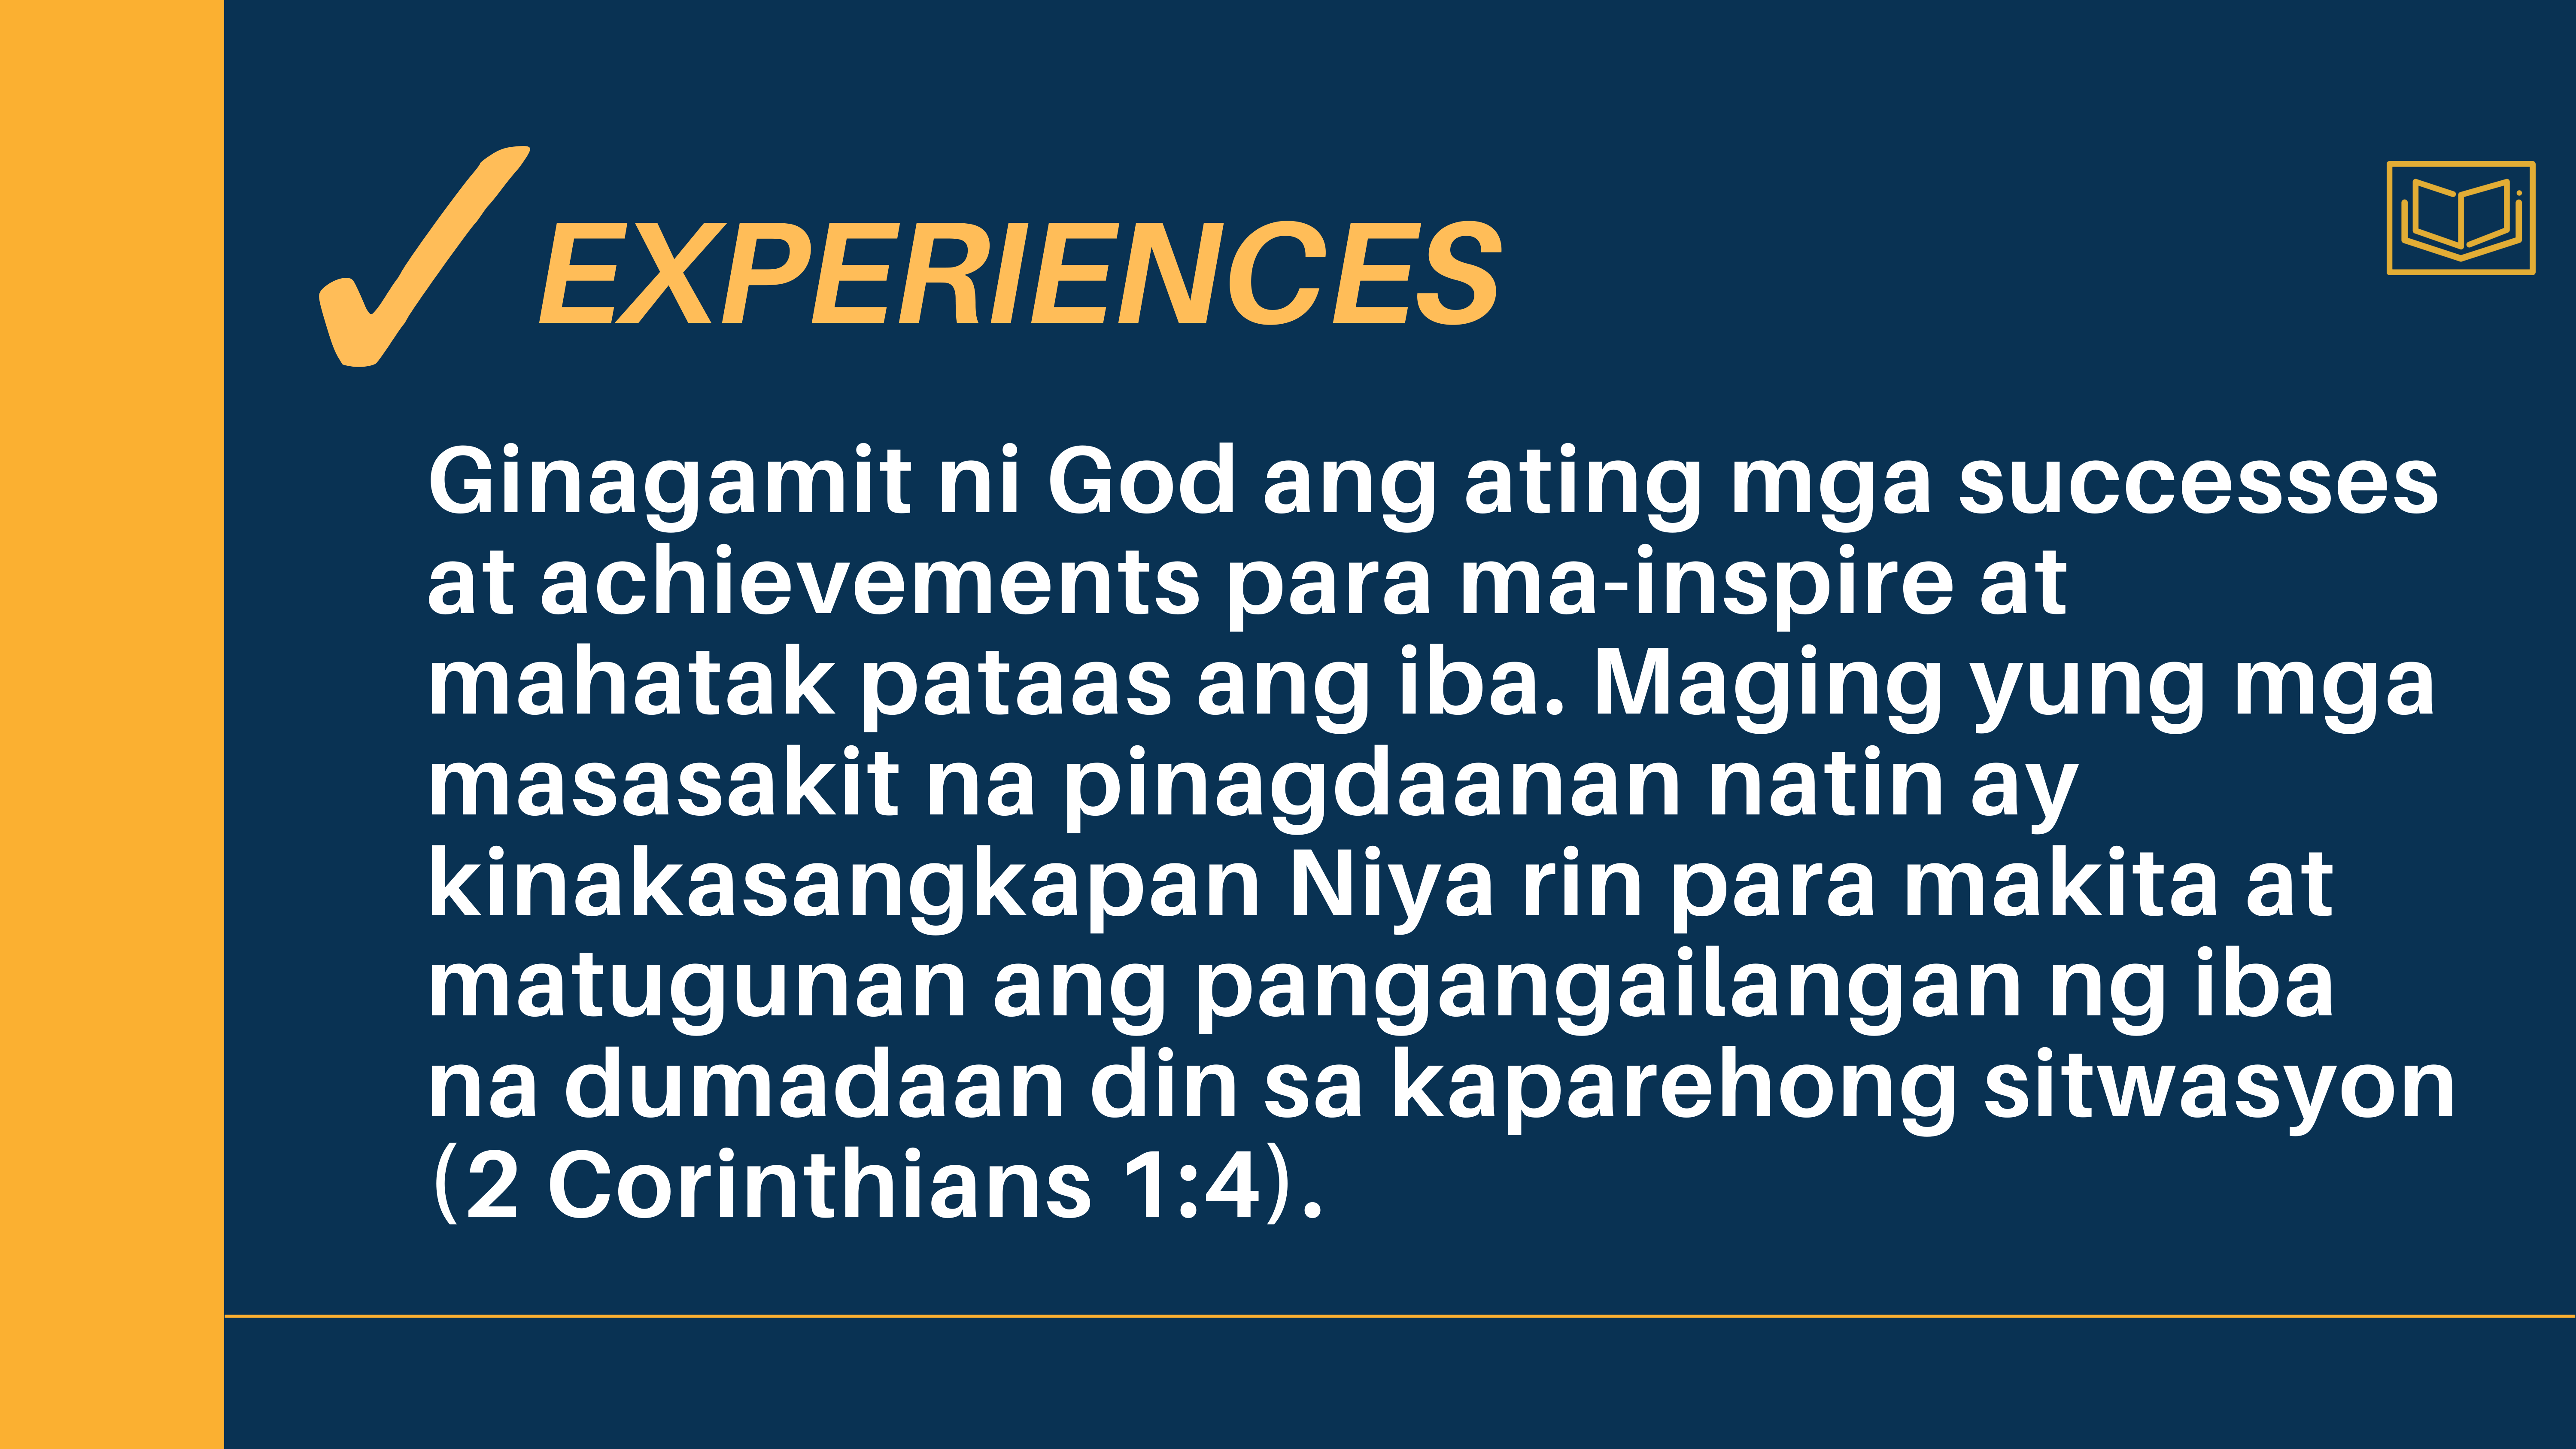 EXPERIENCES
Ginagamit ni God ang ating mga successes
at achievements para ma-inspire at
mahatak pataas ang iba. Maging yung mga
masasakit na pinagdaanan natin ay
kinakasangkapan Niya rin para makita at
matugunan ang pangangailangan ng iba
na dumadaan din sa kaparehong sitwasyon
(2 Corinthians 1:4).